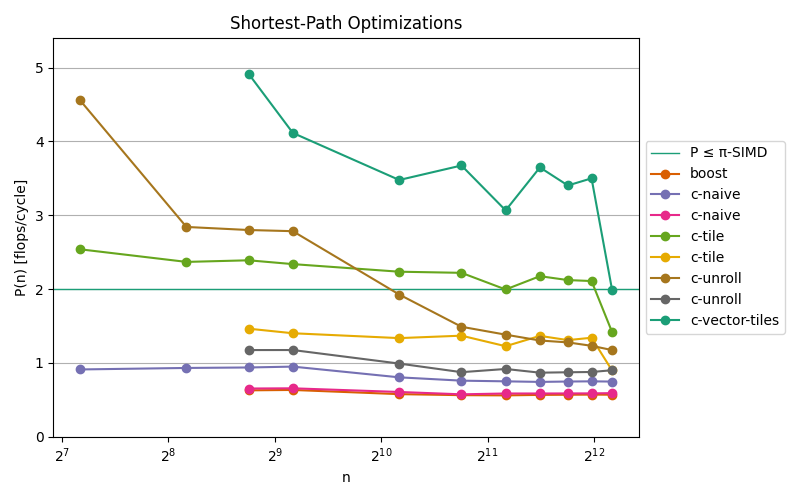 Shortest-Path Optimizations
P(n) [flops/cycle]
5
4
3
2
1
0
2^7
2^8
2^9
2^10
2^11
2^12
n
P ≤ π-SIMD
boost
c-naive
c-naive
c-tile
c-tile
c-unroll
c-unroll
c-vector-tiles